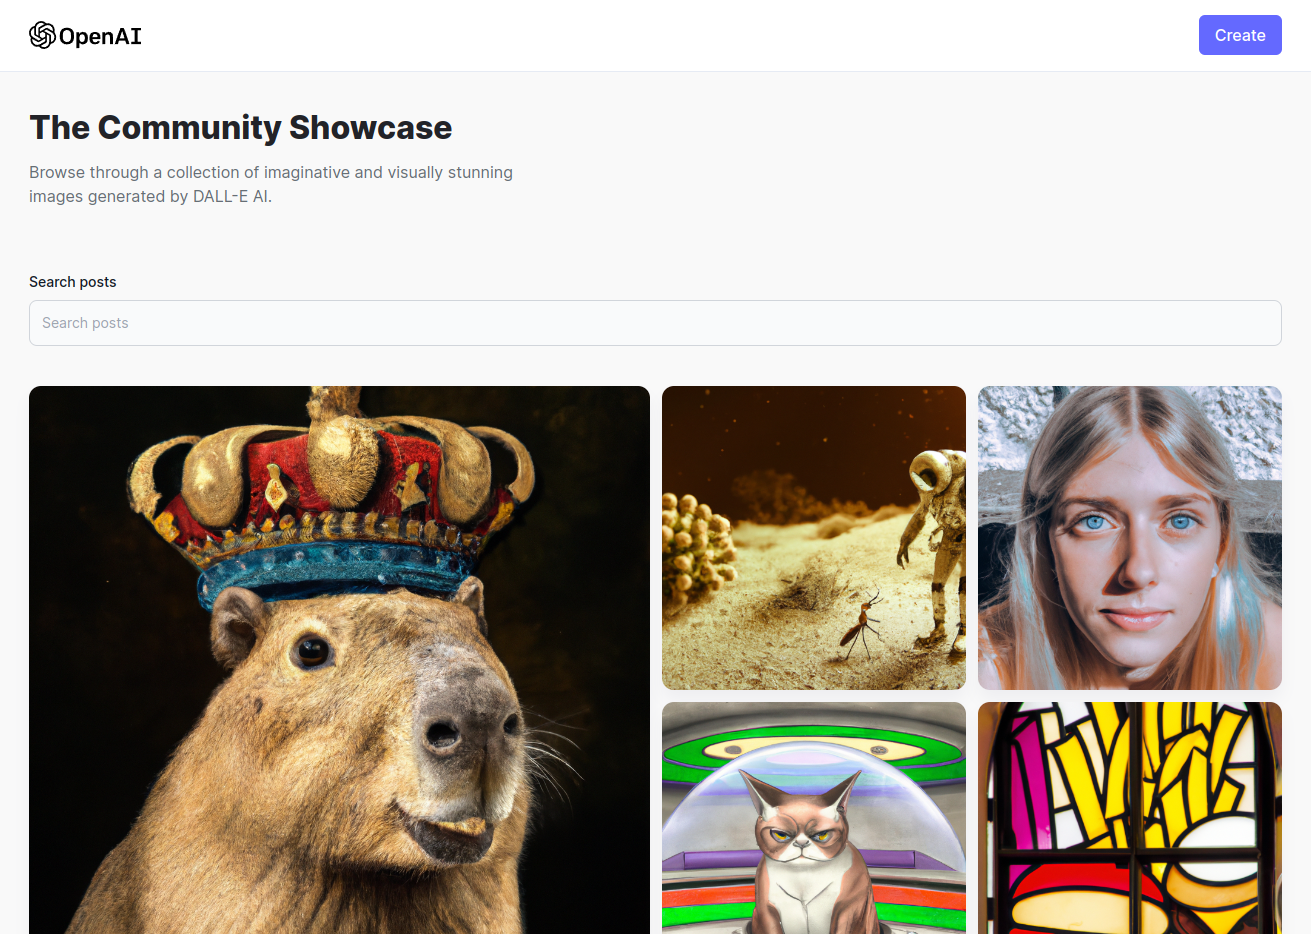 OpenAI
Create
The Community Showcase
Browse through a collection of imaginative and visually stunning
images generated by DALL-E AI.
Search posts
Search posts